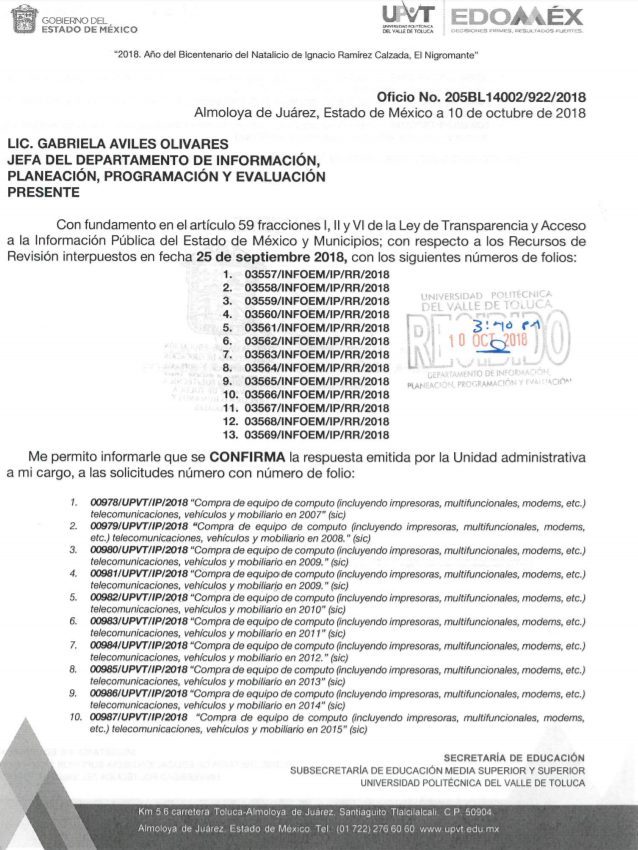 GOBIERNO DEL
ESTADO DE MÉXICO
UPVT
UNIVERSIDAD POLITÉCNICA
DEL VALLE DE TOLUCA
EDOMÉX
DECISIONES FIRMES, RESULTADOS FUERTES.
"2018. Año del Bicentenario del Natalicio de Ignacio Ramírez Calzada, El Nigromante"
Oficio No. 205BL14002/922/2018
Almoloya de Juárez, Estado de México a 10 de octubre de 2018
LIC. GABRIELA AVILES OLIVARES
JEFA DEL DEPARTAMENTO DE INFORMACIÓN,
PLANEACIÓN, PROGRAMACIÓN Y EVALUACIÓN
PRESENTE
Con fundamento en el artículo 59 fracciones I, II y VI de la Ley de Transparencia y Acceso
a la Información Pública del Estado de México y Municipios; con respecto a los Recursos de
Revisión interpuestos en fecha 25 de septiembre 2018, con los siguientes números de folios:
1. 03557/INFOEM/IP/RR/2018
2. 03558/INFOEM/IP/RR/2018
3. 03559/INFOEM/IP/RR/2018
4. 03560/INFOEM/IP/RR/2018
5. 03561/INFOEM/IP/RR/2018
6. 03562/INFOEM/IP/RR/2018
7. 03563/INFOEM/IP/RR/2018
8. 03564/INFOEM/IP/RR/2018
9. 03565/INFOEM/IP/RR/2018
10. 03566/INFOEM/IP/RR/2018
11. 03567/INFOEM/IP/RR/2018
12. 03568/INFOEM/IP/RR/2018
13. 03569/INFOEM/IP/RR/2018
UNIVERSIDAD POLITÉCNICA
DEL VALLE DE TOLUCA
RECIBIDO
10 OCT 2018
DEPARTAMENTO DE INFORMACIÓN,
PLANEACIÓN, PROGRAMACIÓN Y EVALUACIÓN
Me permito informarle que se CONFIRMA la respuesta emitida por la Unidad administrativa
a mi cargo, a las solicitudes número con número de folio:
1. 00978/UPVT/IP/2018 "Compra de equipo de computo (incluyendo impresoras, multifuncionales, modems, etc.)
telecomunicaciones, vehículos y mobiliario en 2007" (sic)
2. 00979/UPVT/IP/2018 "Compra de equipo de computo (incluyendo impresoras, multifuncionales, modems,
etc.) telecomunicaciones, vehículos y mobiliario en 2008." (sic)
3. 00980/UPVT/IP/2018 "Compra de equipo de computo (incluyendo impresoras, multifuncionales, modems, etc.)
telecomunicaciones, vehículos y mobiliario en 2009." (sic)
4. 00981/UPVT/IP/2018 "Compra de equipo de computo (incluyendo impresoras, multifuncionales, modems, etc.)
telecomunicaciones, vehículos y mobiliario en 2009." (sic)
5. 00982/UPVT/IP/2018 "Compra de equipo de computo (incluyendo impresoras, multifuncionales, modems, etc.)
telecomunicaciones, vehículos y mobiliario en 2010" (sic)
6. 00983/UPVT/IP/2018 "Compra de equipo de computo (incluyendo impresoras, multifuncionales, modems, etc.)
telecomunicaciones, vehículos y mobiliario en 2011" (sic)
7. 00984/UPVT/IP/2018 "Compra de equipo de computo (incluyendo impresoras, multifuncionales, modems, etc.)
telecomunicaciones, vehículos y mobiliario en 2012." (sic)
8. 00985/UPVT/IP/2018 "Compra de equipo de computo (incluyendo impresoras, multifuncionales, modems, etc.)
telecomunicaciones, vehículos y mobiliario en 2013" (sic)
9. 00986/UPVT/IP/2018 "Compra de equipo de computo (incluyendo impresoras, multifuncionales, modems, etc.)
telecomunicaciones, vehículos y mobiliario en 2014" (sic)
10. 00987/UPVT/IP/2018 "Compra de equipo de computo (incluyendo impresoras, multifuncionales, modems,
etc.) telecomunicaciones, vehículos y mobiliario en 2015" (sic)
SECRETARÍA DE EDUCACIÓN
SUBSECRETARÍA DE EDUCACIÓN MEDIA SUPERIOR Y SUPERIOR
UNIVERSIDAD POLITÉCNICA DEL VALLE DE TOLUCA
Km 5.6 carretera Toluca-Almoloya de Juárez, Santiaguito Tlalcilalcali. C.P. 50904.
Almoloya de Juárez, Estado de México. Tel.: (01 722) 276 60 60. www.upvt.edu.mx